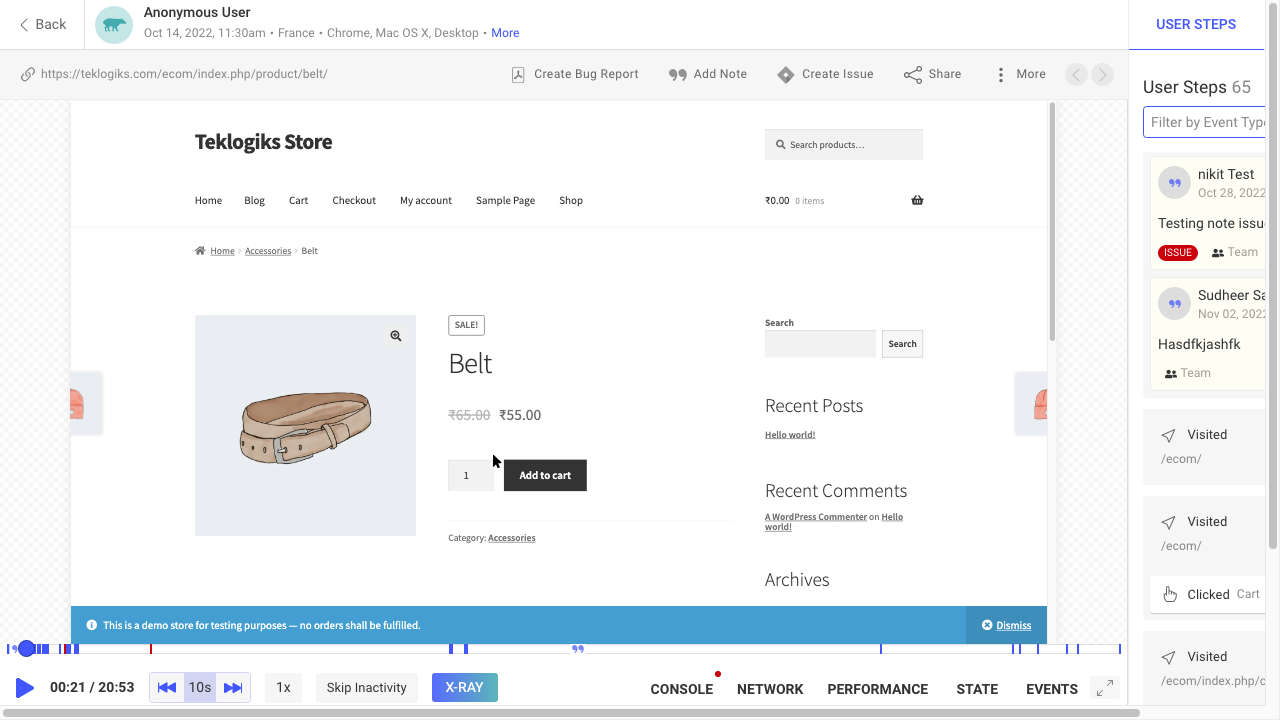 Back
Anonymous User
Oct 14, 2022, 11:30am • France • Chrome, Mac OS X, Desktop • More
USER STEPS
https://teklogiks.com/ecom/index.php/product/belt/
Create Bug Report
Add Note
Create Issue
Share
More
User Steps 65
Filter by Event Type
nikit Test
Oct 28, 2022
Testing note issu
ISSUE
Team
Sudheer Sa
Nov 02, 2022
Hasdfkjashfk
Team
Visited
/ecom/
Visited
/ecom/
Clicked Cart
Visited
/ecom/index.php/c
Teklogiks Store
Search products…
Home
Blog
Cart
Checkout
My account
Sample Page
Shop
₹0.00 0 items
Home › Accessories › Belt
SALE!
Belt
₹65.00 ₹55.00
1
Add to cart
Category: Accessories
Search
Search
Recent Posts
Hello world!
Recent Comments
A WordPress Commenter on Hello
world!
Archives
This is a demo store for testing purposes — no orders shall be fulfilled.
Dismiss
00:21 / 20:53
10s
1x
Skip Inactivity
X-RAY
CONSOLE
NETWORK
PERFORMANCE
STATE
EVENTS